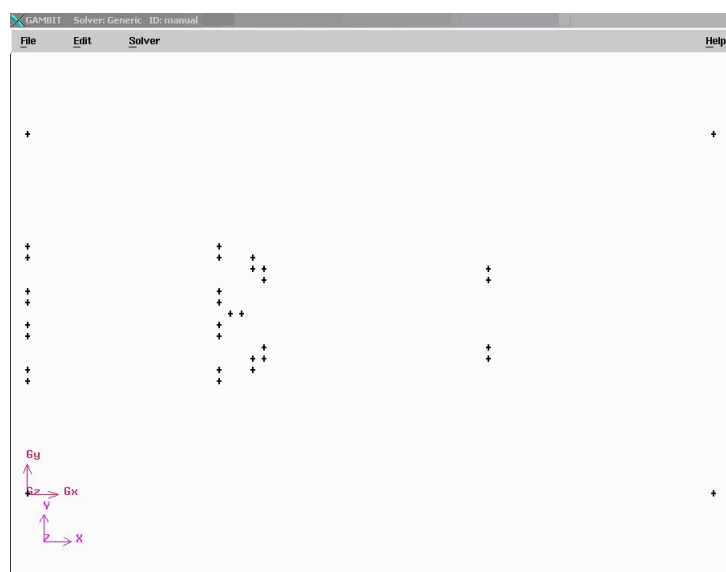 GAMBIT Solver: Generic ID: manual
File Edit Solver Help
Gy
Gz Gx
Y
Z X